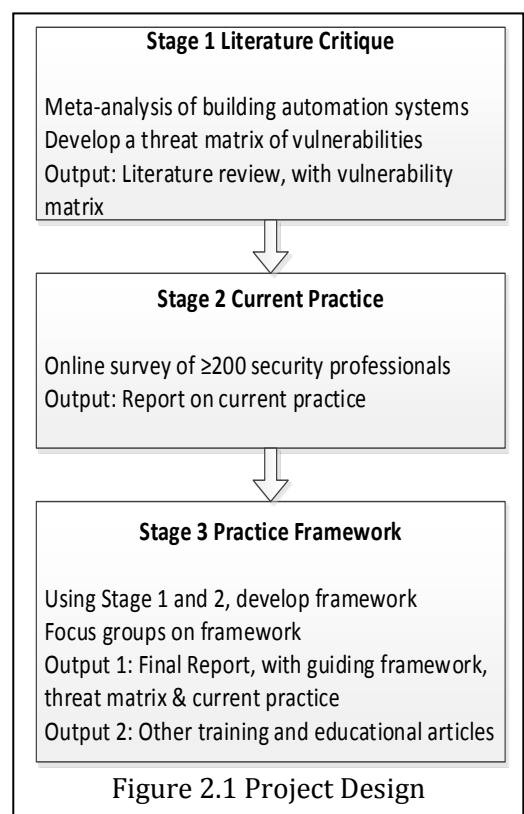 Stage 1 Literature Critique
Meta-analysis of building automation systems
Develop a threat matrix of vulnerabilities
Output: Literature review, with vulnerability
matrix
Stage 2 Current Practice
Online survey of ≥200 security professionals
Output: Report on current practice
Stage 3 Practice Framework
Using Stage 1 and 2, develop framework
Focus groups on framework
Output 1: Final Report, with guiding framework,
threat matrix & current practice
Output 2: Other training and educational articles
Figure 2.1 Project Design